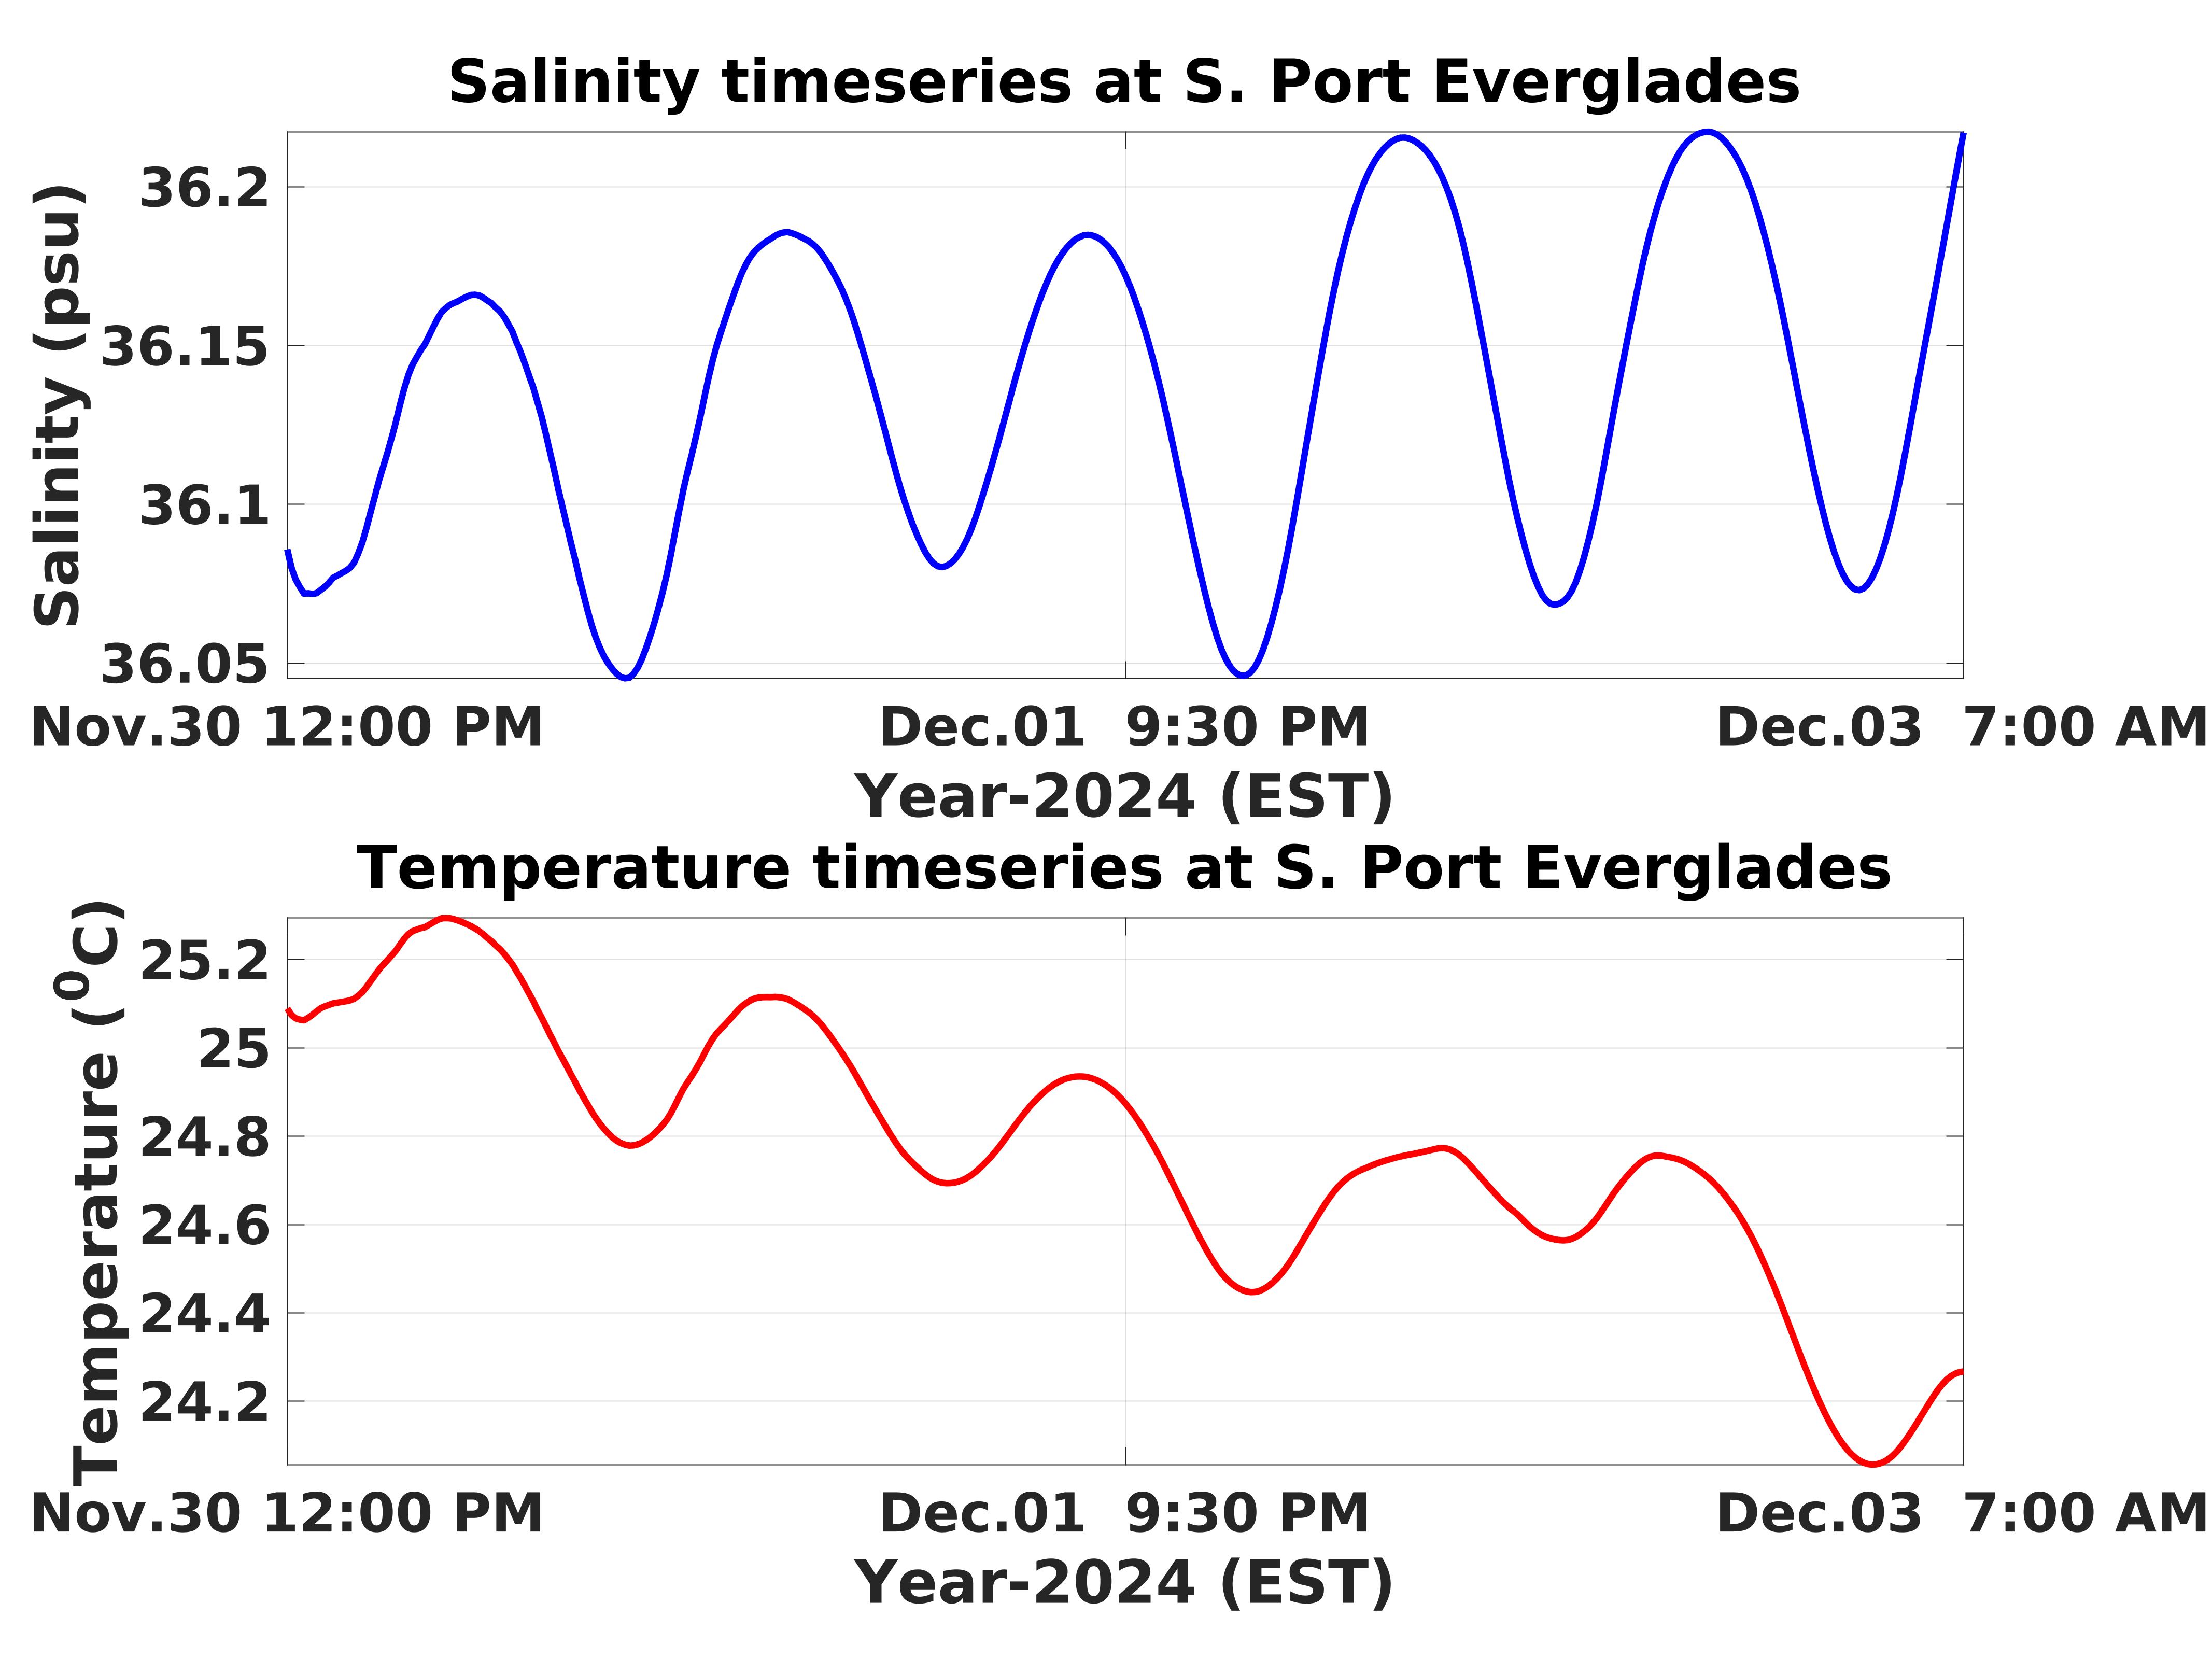 Salinity timeseries at S. Port Everglades
Salinity (psu)
36.2
36.15
36.1
36.05
Nov.30 12:00 PM
Dec.01 9:30 PM
Dec.03 7:00 AM
Year-2024 (EST)
Temperature timeseries at S. Port Everglades
Temperature (⁰C)
25.2
25
24.8
24.6
24.4
24.2
Nov.30 12:00 PM
Dec.01 9:30 PM
Dec.03 7:00 AM
Year-2024 (EST)